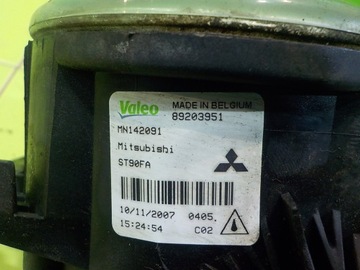 Valeo MADE IN BELGIUM
89203951
MN142091
Mitsubishi
ST90FA
10/11/2007 0405.
15:24:54 C02